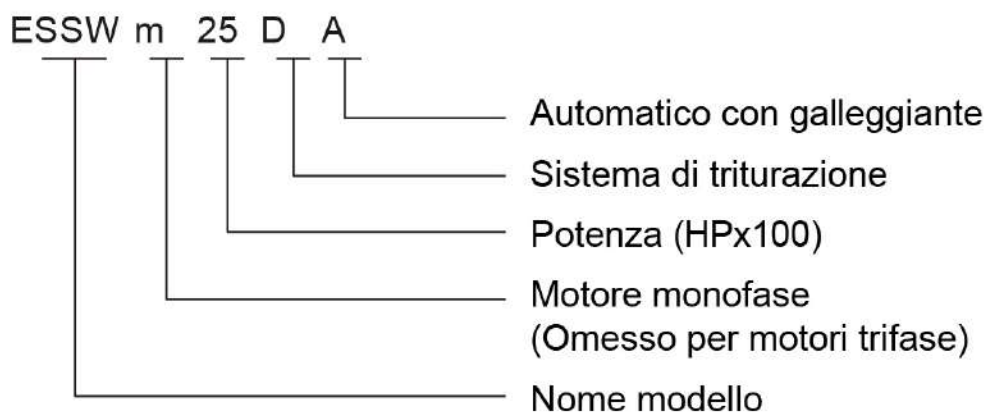 ESSW m 25 D A
Automatico con galleggiante
Sistema di triturazione
Potenza (HPx100)
Motore monofase
(Omesso per motori trifase)
Nome modello